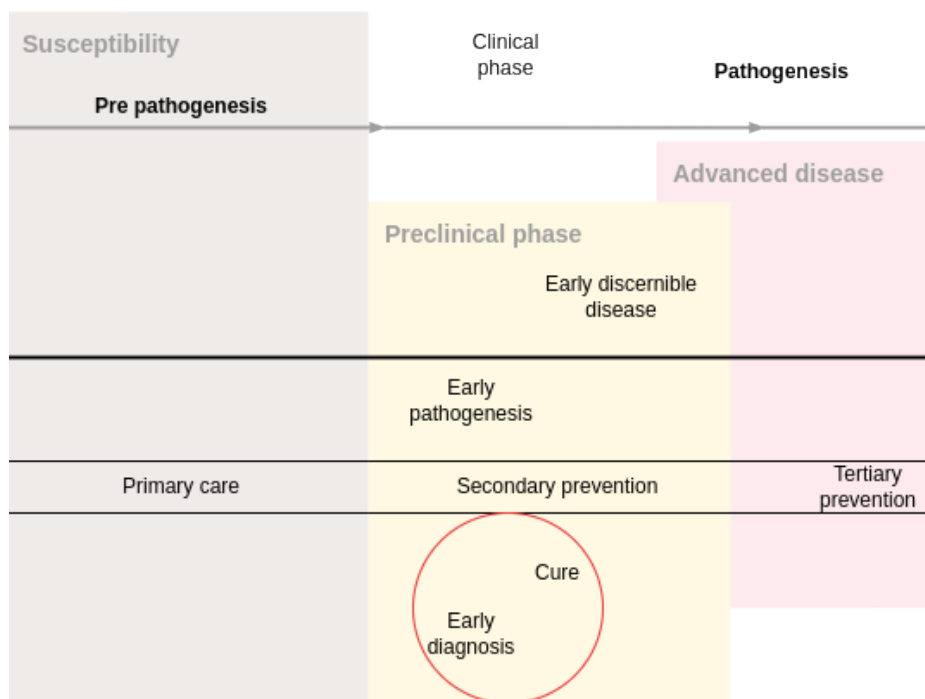 Susceptibility
Clinical
phase
Pathogenesis
Pre pathogenesis
Advanced disease
Preclinical phase
Early discernible
disease
Early
pathogenesis
Primary care
Secondary prevention
Tertiary
prevention
Cure
Early
diagnosis